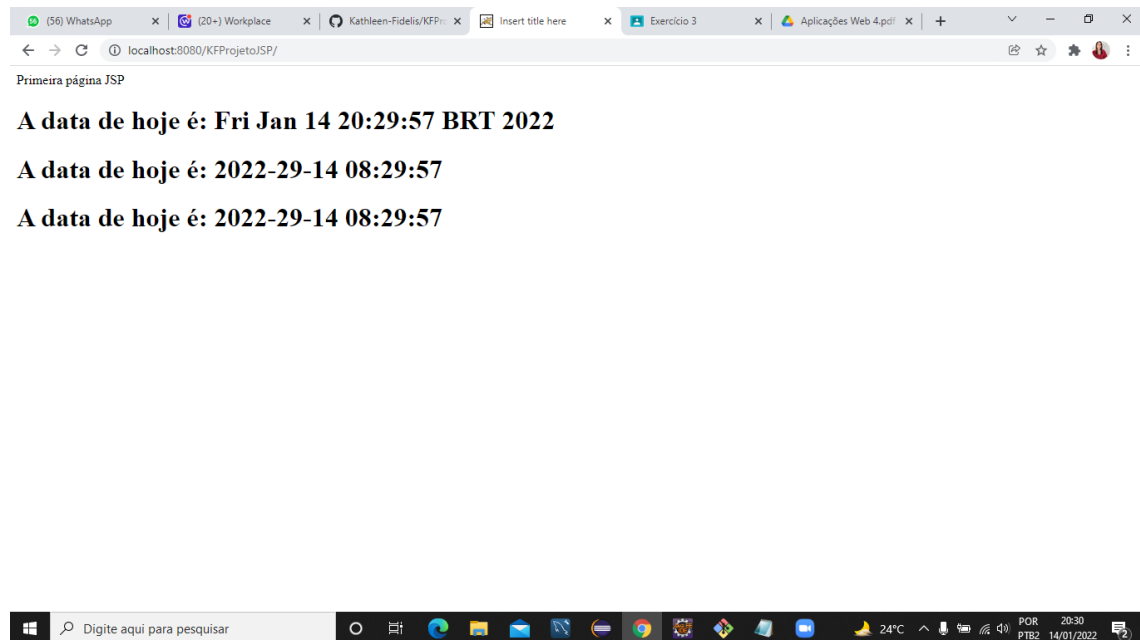 (56) WhatsApp
(20+) Workplace
Kathleen-Fidelis/KFPr
Insert title here
Exercício 3
Aplicações Web 4.pdf
localhost:8080/KFProjetoJSP/
Primeira página JSP
A data de hoje é: Fri Jan 14 20:29:57 BRT 2022
A data de hoje é: 2022-29-14 08:29:57
A data de hoje é: 2022-29-14 08:29:57
Digite aqui para pesquisar
24°C
POR
PTB2
20:30
14/01/2022